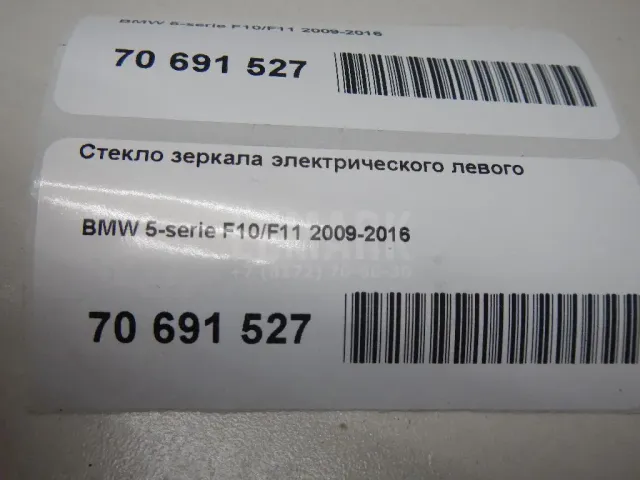 BMW 5-serie F10/F11 2009-2016
70 691 527
Стекло зеркала электрического левого
BMW 5-serie F10/F11 2009-2016
70 691 527